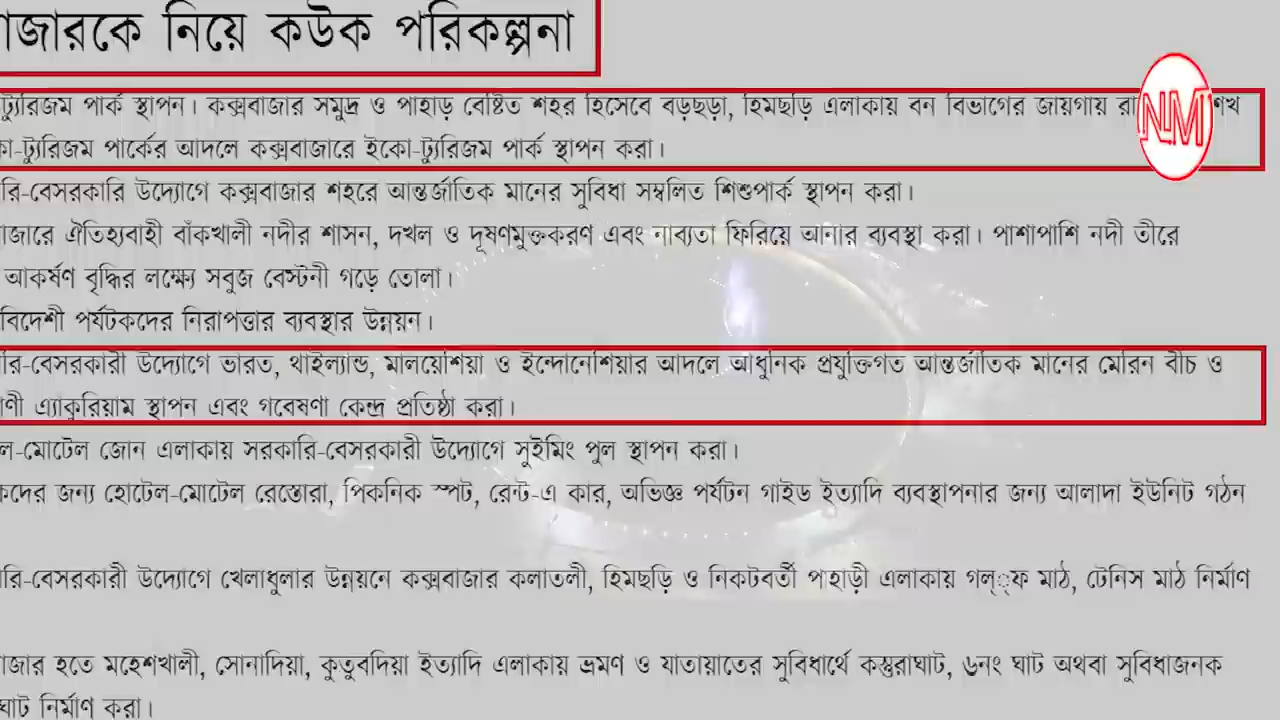 াজারকে নিয়ে কউক পরিকল্পনা
ট্যুরিজম পার্ক স্থাপন। কক্সবাজার সমুদ্র ও পাহাড় বেষ্টিত শহর হিসেবে বড়ছড়া, হিমছড়ি এলাকায় বন বিভাগের জায়গায়
NM
কো-ট্যুরিজম পার্কের আদলে কক্সবাজারে ইকো-ট্যুরিজম পার্ক স্থাপন করা।
রি-বেসরকারি উদ্যোগে কক্সবাজার শহরে আন্তর্জাতিক মানের সুবিধা সম্বলিত শিশুপার্ক স্থাপন করা।
াজারে ঐতিহ্যবাহী বাঁকখালী নদীর শাসন, দখল ও দূষণমুক্তকরণ এবং নাব্যতা ফিরিয়ে আনার ব্যবস্থা করা। পাশাপাশি নদী তীরে
আকর্ষণ বৃদ্ধির লক্ষ্যে সবুজ বেস্টনী গড়ে তোলা।
বিদেশী পর্যটকদের নিরাপত্তার ব্যবস্থার উন্নয়ন।
রি-বেসরকারী উদ্যোগে ভারত, থাইল্যান্ড, মালয়েশিয়া ও ইন্দোনেশিয়ার আদলে আধুনিক প্রযুক্তিগত আন্তর্জাতিক মানের মেরিন বীচ ও
ণী এ্যাকুরিয়াম স্থাপন এবং গবেষণা কেন্দ্র প্রতিষ্ঠা করা।
ল-মোটেল জোন এলাকায় সরকারি-বেসরকারী উদ্যোগে সুইমিং পুল স্থাপন করা।
কদের জন্য হোটেল-মোটেল রেস্তোরা, পিকনিক স্পট, রেন্ট-এ কার, অভিজ্ঞ পর্যটন গাইড ইত্যাদি ব্যবস্থাপনার জন্য আলাদা ইউনিট গঠন
রি-বেসরকারী উদ্যোগে খেলাধুলার উন্নয়নে কক্সবাজার কলাতলী, হিমছড়ি ও নিকটবর্তী পাহাড়ী এলাকায় গল্ফ মাঠ, টেনিস মাঠ নির্মাণ
াজার হতে মহেশখালী, সোনাদিয়া, কুতুবদিয়া ইত্যাদি এলাকায় ভ্রমণ ও যাতায়াতের সুবিধার্থে কস্তুরাঘাট, ৬নং ঘাট অথবা সুবিধাজনক
ঘাট নির্মাণ করা।